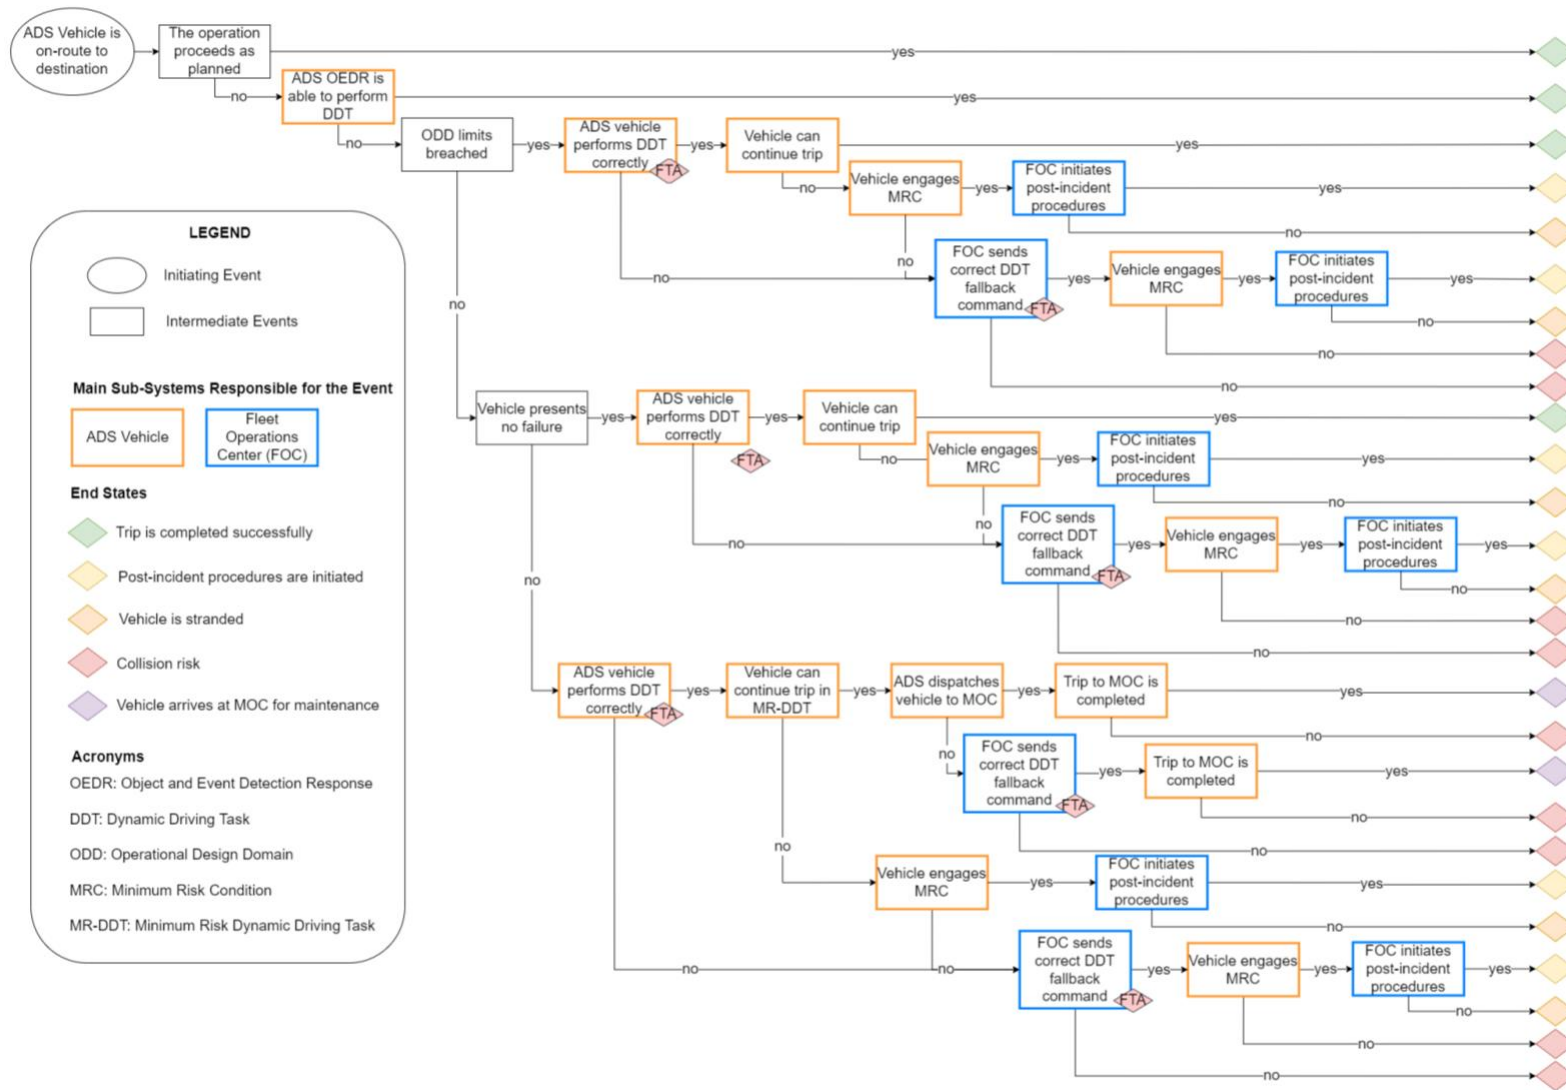 ADS Vehicle is
on-route to
destination
The operation
proceeds as
planned
yes
no
ADS OEDR is
able to perform
DDT
yes
no
ODD limits
breached
yes
ADS vehicle
performs DDT
correctly
FTA
yes
Vehicle can
continue trip
yes
no
Vehicle engages
MRC
yes
FOC initiates
post-incident
procedures
yes
no
no
no
FOC sends
correct DDT
fallback
command
FTA
yes
Vehicle engages
MRC
yes
FOC initiates
post-incident
procedures
yes
no
no
no
no
Vehicle presents
no failure
yes
ADS vehicle
performs DDT
correctly
FTA
yes
Vehicle can
continue trip
yes
no
Vehicle engages
MRC
yes
FOC initiates
post-incident
procedures
yes
no
no
no
FOC sends
correct DDT
fallback
command
FTA
yes
Vehicle engages
MRC
yes
FOC initiates
post-incident
procedures
yes
no
no
no
no
ADS vehicle
performs DDT
correctly
FTA
yes
Vehicle can
continue trip in
MR-DDT
yes
ADS dispatches
vehicle to MOC
yes
Trip to MOC is
completed
yes
no
no
FOC sends
correct DDT
fallback
command
FTA
yes
Trip to MOC is
completed
yes
no
no
no
Vehicle engages
MRC
yes
FOC initiates
post-incident
procedures
yes
no
no
no
FOC sends
correct DDT
fallback
command
FTA
yes
Vehicle engages
MRC
yes
FOC initiates
post-incident
procedures
yes
no
no
no
LEGEND
Initiating Event
Intermediate Events
Main Sub-Systems Responsible for the Event
ADS Vehicle
Fleet
Operations
Center (FOC)
End States
Trip is completed successfully
Post-incident procedures are initiated
Vehicle is stranded
Collision risk
Vehicle arrives at MOC for maintenance
Acronyms
OEDR: Object and Event Detection Response
DDT: Dynamic Driving Task
ODD: Operational Design Domain
MRC: Minimum Risk Condition
MR-DDT: Minimum Risk Dynamic Driving Task